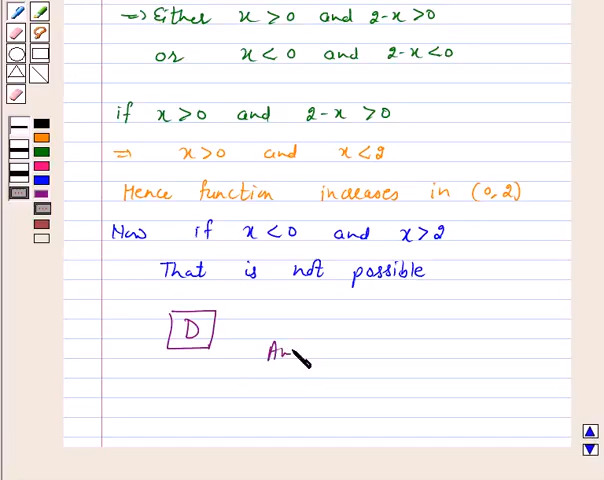 ⇒ Either x > 0 and 2-x > 0
or x < 0 and 2-x < 0
if x > 0 and 2-x > 0
⇒ x > 0 and x < 2
Hence function increases in (0, 2)
Now if x < 0 and x > 2
That is not possible
D
An